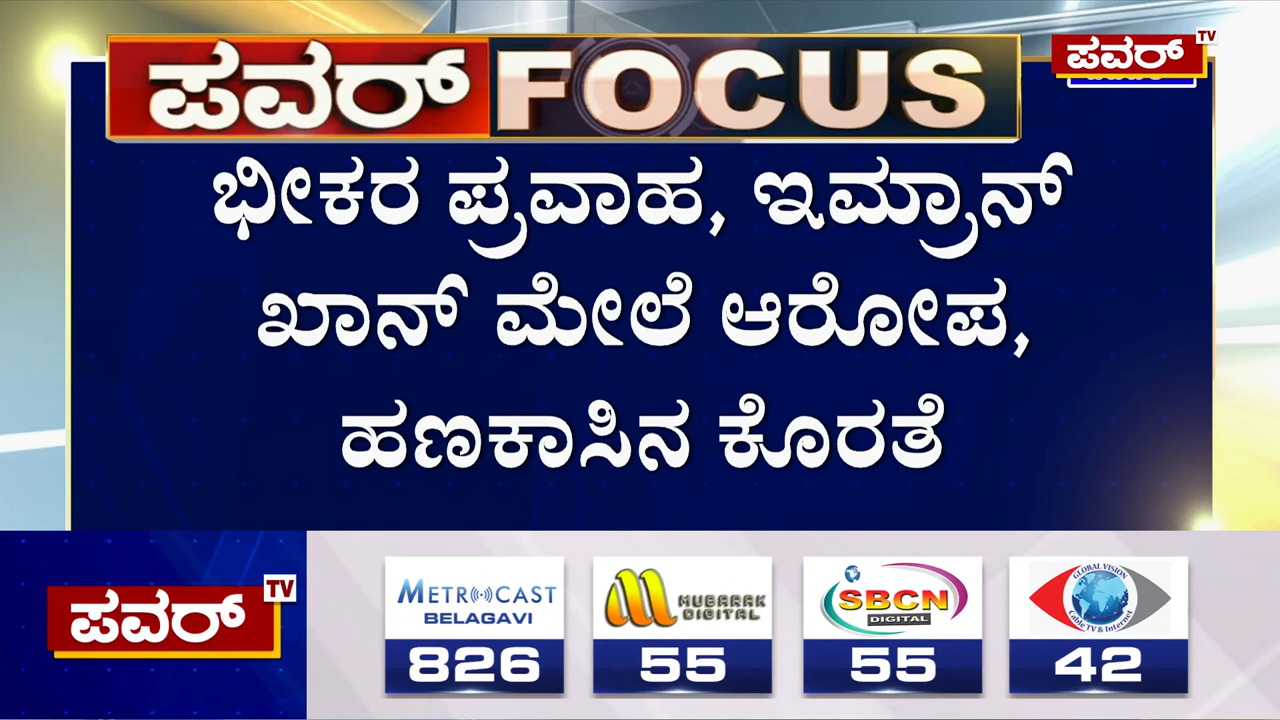 ಪವರ್ FOCUS
ಪವರ್ TV
ಭೀಕರ ಪ್ರವಾಹ, ಇಮ್ರಾನ್
ಖಾನ್ ಮೇಲೆ ಆರೋಪ,
ಹಣಕಾಸಿನ ಕೊರತೆ
ಪವರ್ TV
METROCAST
BELAGAVI
826
MUBARAK
DIGITAL
55
SBCN
DIGITAL
55
GLOBAL VISION
Cable TV & Internet
42